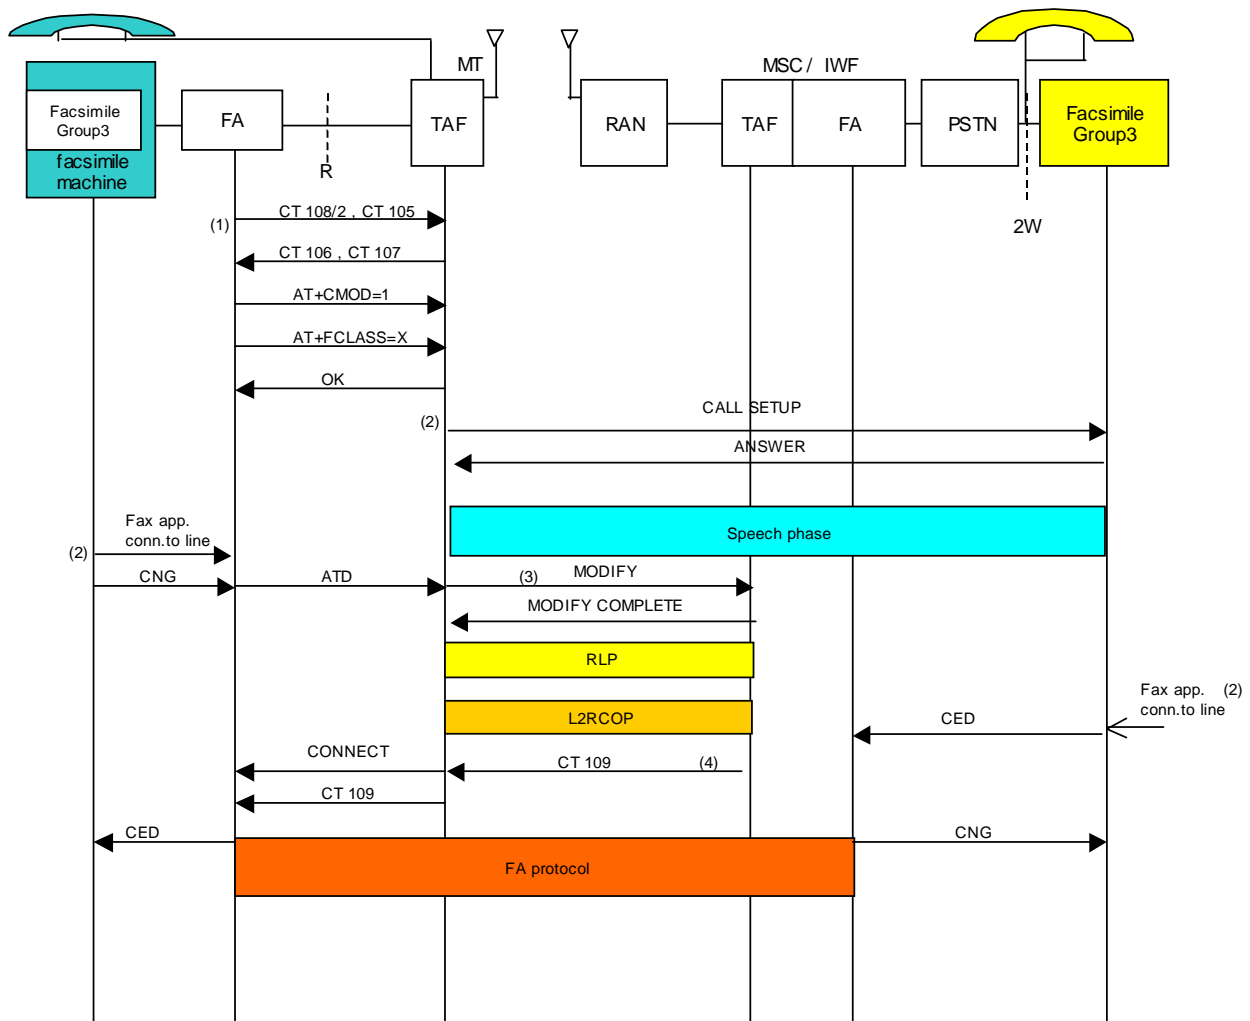 MT
MSC / IWF
Facsimile
Group3
facsimile
machine
FA
R
TAF
RAN
TAF
FA
PSTN
2W
Facsimile
Group3
(1)
CT 108/2 , CT 105
CT 106 , CT 107
AT+CMOD=1
AT+FCLASS=X
OK
(2)
CALL SETUP
ANSWER
Speech phase
Fax app.
conn.to line
(2)
CNG
ATD
(3)
MODIFY
MODIFY COMPLETE
RLP
L2RCOP
Fax app. (2)
conn.to line
CED
CONNECT
CT 109
(4)
CT 109
CED
CNG
FA protocol